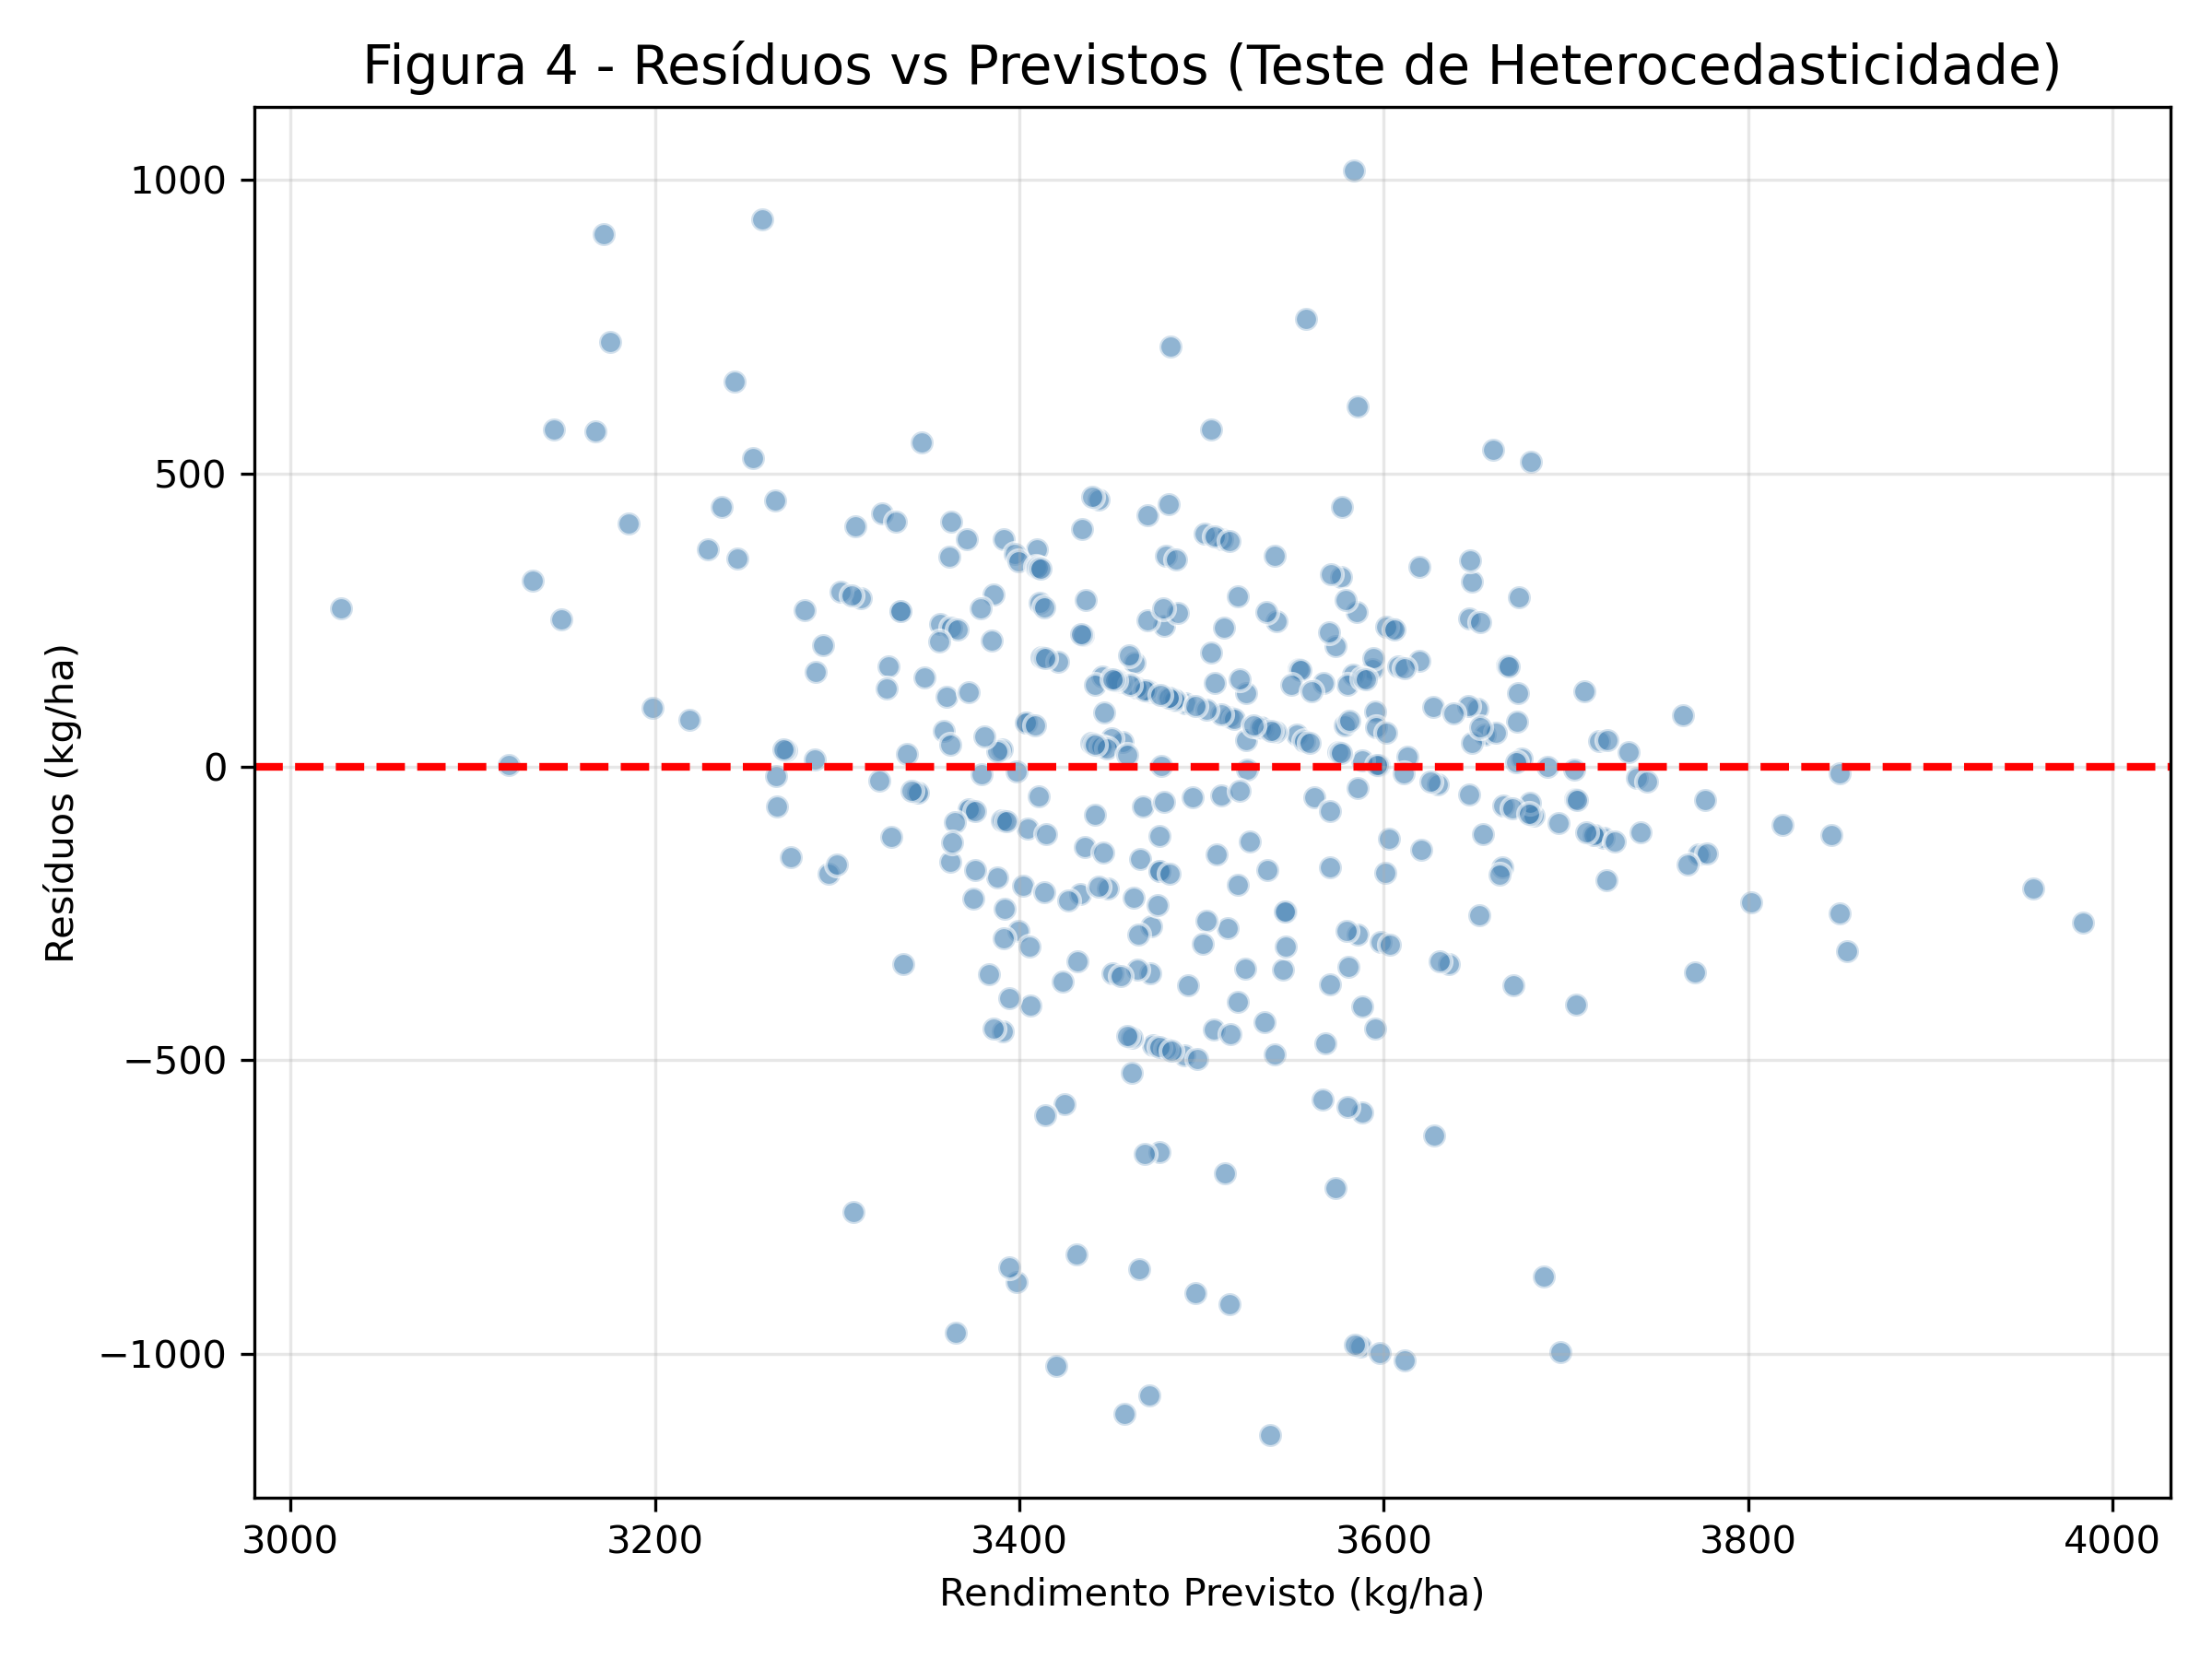 Figura 4 - Resíduos vs Previstos (Teste de Heterocedasticidade)
1000
500
0
−500
−1000
Resíduos (kg/ha)
3000 3200 3400 3600 3800 4000
Rendimento Previsto (kg/ha)